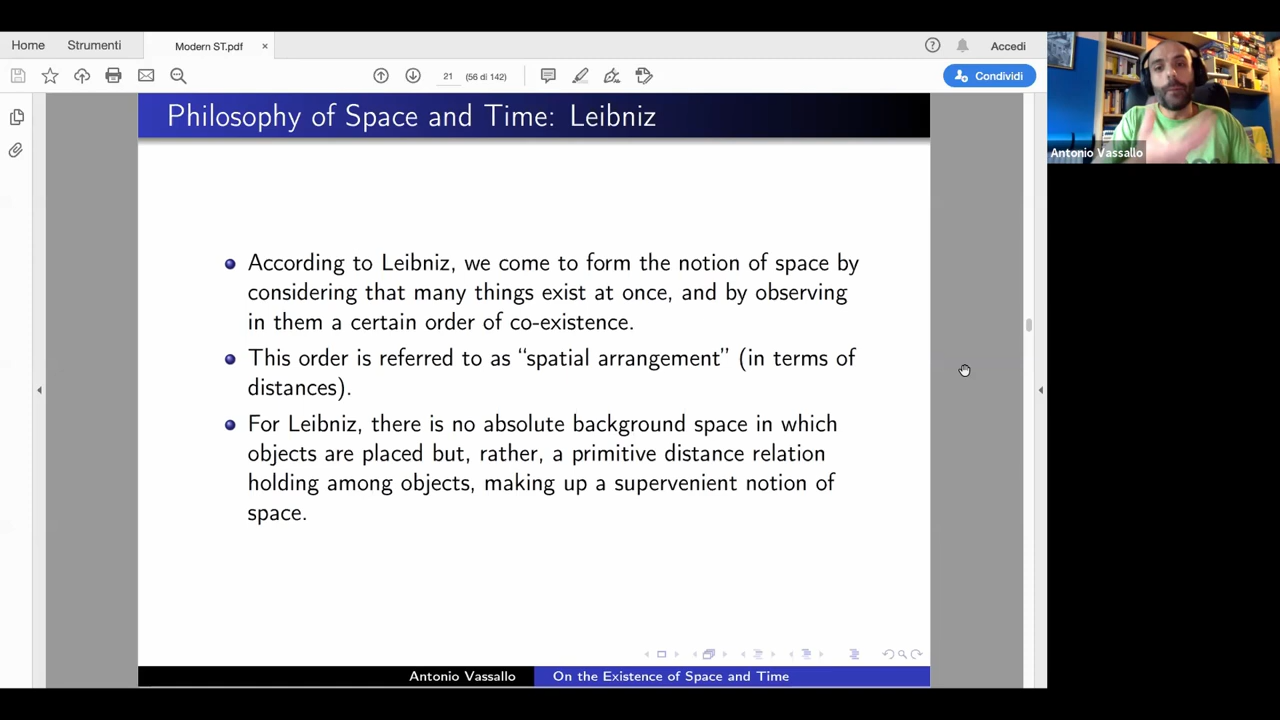 Home Strumenti Modern ST.pdf × Accedi
21 (56 di 142) Condividi
Philosophy of Space and Time: Leibniz
Antonio Vassallo
According to Leibniz, we come to form the notion of space by
considering that many things exist at once, and by observing
in them a certain order of co-existence.
This order is referred to as “spatial arrangement” (in terms of
distances).
For Leibniz, there is no absolute background space in which
objects are placed but, rather, a primitive distance relation
holding among objects, making up a supervenient notion of
space.
Antonio Vassallo On the Existence of Space and Time